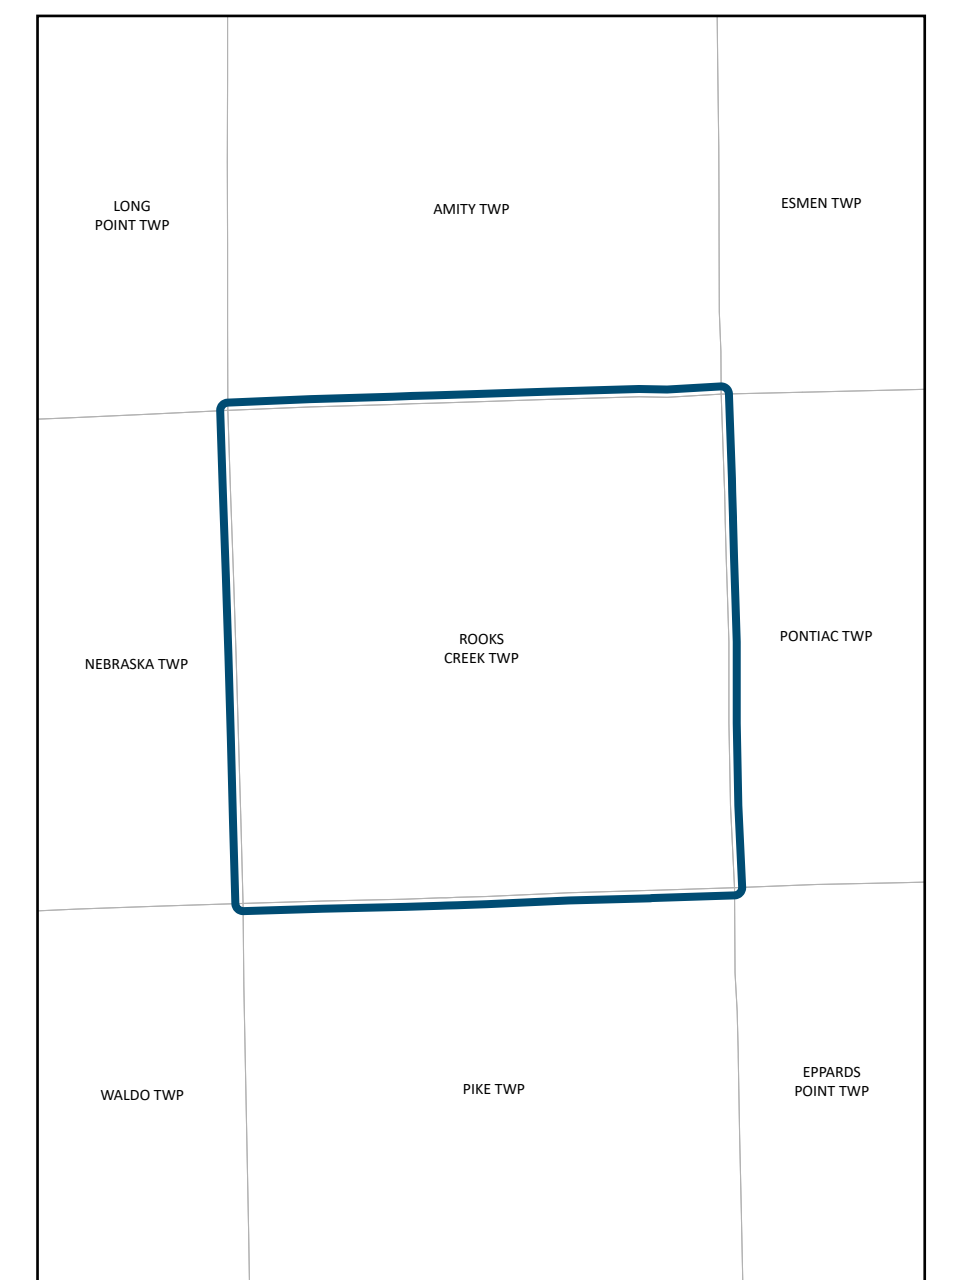 LONG
POINT TWP
AMITY TWP
ESMEN TWP
NEBRASKA TWP
ROOKS
CREEK TWP
PONTIAC TWP
WALDO TWP
PIKE TWP
EPPARDS
POINT TWP